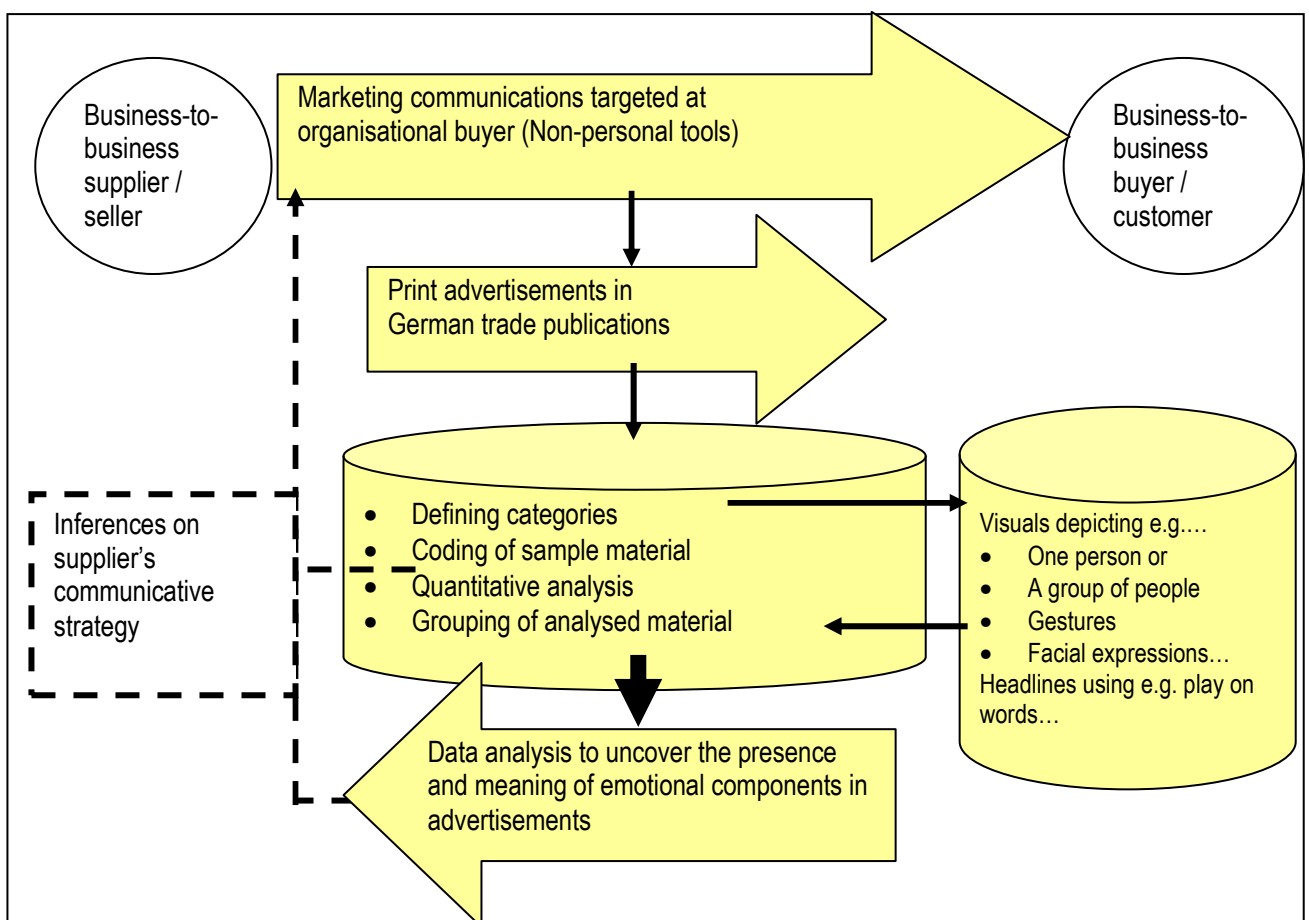 Business-to-
business
supplier /
seller
Marketing communications targeted at
organisational buyer (Non-personal tools)
Business-to-
business
buyer /
customer
Print advertisements in
German trade publications
Inferences on
supplier’s
communicative
strategy
• Defining categories
• Coding of sample material
• Quantitative analysis
• Grouping of analysed material
Visuals depicting e.g.…
• One person or
• A group of people
• Gestures
• Facial expressions…
Headlines using e.g. play on
words…
Data analysis to uncover the presence
and meaning of emotional components in
advertisements